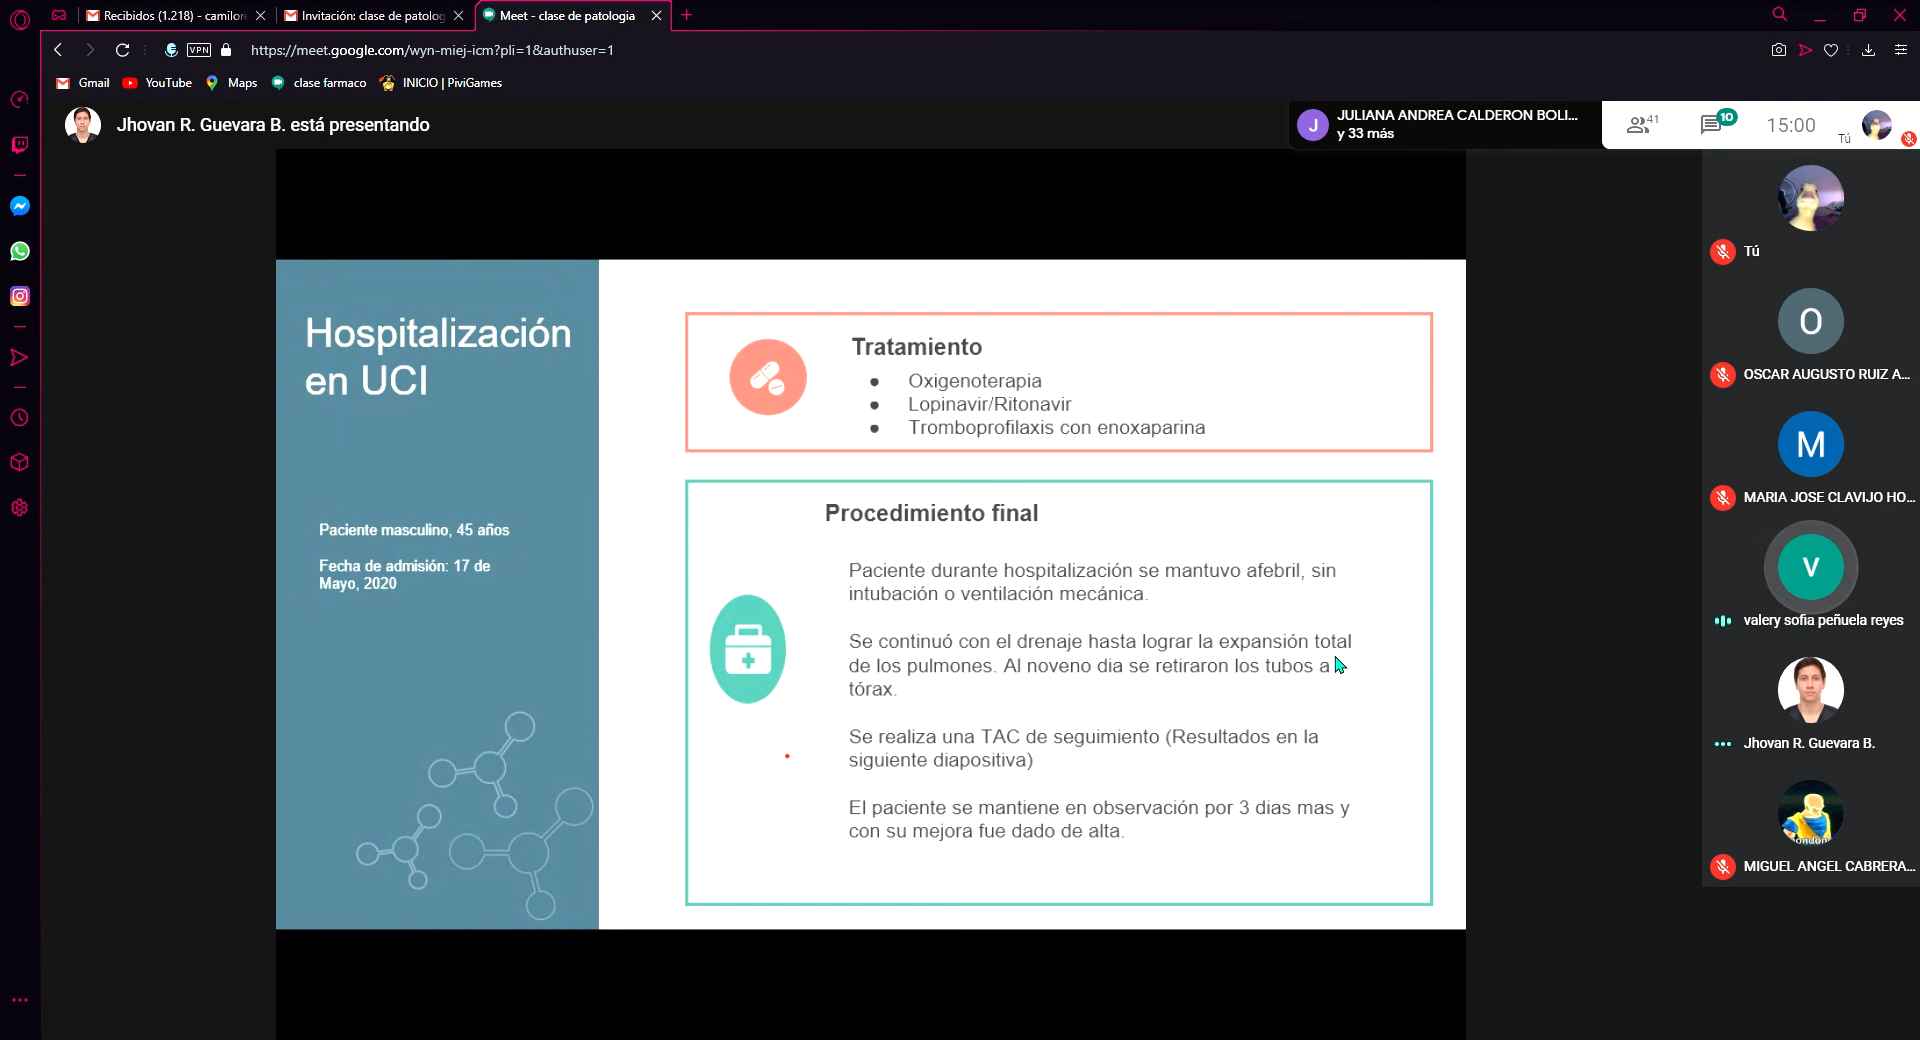 Recibidos (1.218) - camilore
Invitación: clase de patolog
Meet - clase de patologia
VPN
https://meet.google.com/wyn-miej-icm?pli=1&authuser=1
Gmail
YouTube
Maps
clase farmaco
INICIO | PiviGames
Jhovan R. Guevara B. está presentando
J
JULIANA ANDREA CALDERON BOLI...
y 33 más
41
10
15:00
Tú
Hospitalización
en UCI
Paciente masculino, 45 años
Fecha de admisión: 17 de
Mayo, 2020
Tratamiento
● Oxigenoterapia
● Lopinavir/Ritonavir
● Tromboprofilaxis con enoxaparina
Procedimiento final
Paciente durante hospitalización se mantuvo afebril, sin
intubación o ventilación mecánica.
Se continuó con el drenaje hasta lograr la expansión total
de los pulmones. Al noveno dia se retiraron los tubos a
tórax.
Se realiza una TAC de seguimiento (Resultados en la
siguiente diapositiva)
El paciente se mantiene en observación por 3 dias mas y
con su mejora fue dado de alta.
Tú
O
OSCAR AUGUSTO RUIZ A...
M
MARIA JOSE CLAVIJO HO...
V
valery sofia peñuela reyes
Jhovan R. Guevara B.
MIGUEL ANGEL CABRERA...